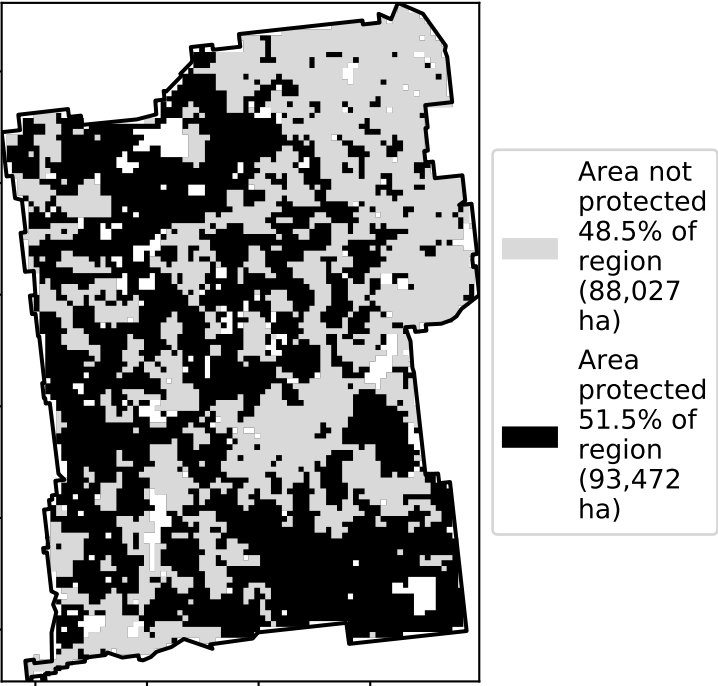 Area not
protected
48.5% of
region
(88,027
ha)
Area
protected
51.5% of
region
(93,472
ha)